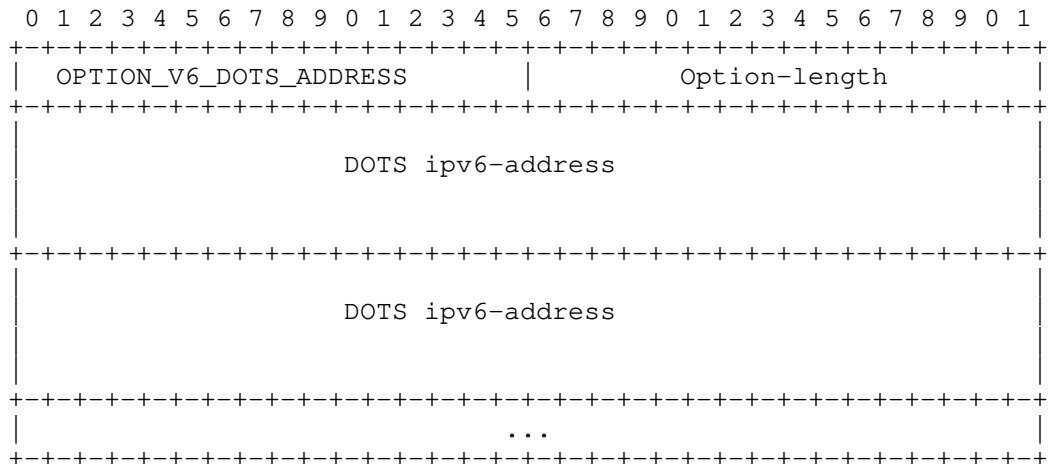 0 1 2 3 4 5 6 7 8 9 0 1 2 3 4 5 6 7 8 9 0 1 2 3 4 5 6 7 8 9 0 1
+-+-+-+-+-+-+-+-+-+-+-+-+-+-+-+-+-+-+-+-+-+-+-+-+-+-+-+-+-+-+-+-+
|  OPTION_V6_DOTS_ADDRESS       |         Option-length         |
+-+-+-+-+-+-+-+-+-+-+-+-+-+-+-+-+-+-+-+-+-+-+-+-+-+-+-+-+-+-+-+-+
|                                                               |
|                    DOTS ipv6-address                          |
|                                                               |
|                                                               |
+-+-+-+-+-+-+-+-+-+-+-+-+-+-+-+-+-+-+-+-+-+-+-+-+-+-+-+-+-+-+-+-+
|                                                               |
|                    DOTS ipv6-address                          |
|                                                               |
|                                                               |
+-+-+-+-+-+-+-+-+-+-+-+-+-+-+-+-+-+-+-+-+-+-+-+-+-+-+-+-+-+-+-+-+
|                              ...                              |
+-+-+-+-+-+-+-+-+-+-+-+-+-+-+-+-+-+-+-+-+-+-+-+-+-+-+-+-+-+-+-+-+